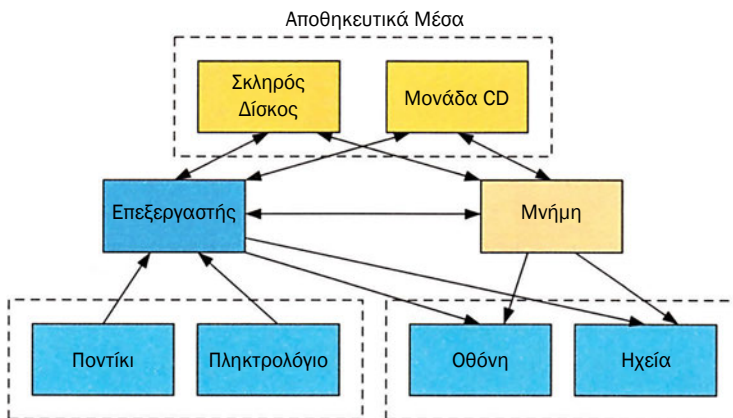 Αποθηκευτικά Μέσα
Σκληρός
Δίσκος
Μονάδα CD
Επεξεργαστής
Μνήμη
Ποντίκι
Πληκτρολόγιο
Οθόνη
Ηχεία